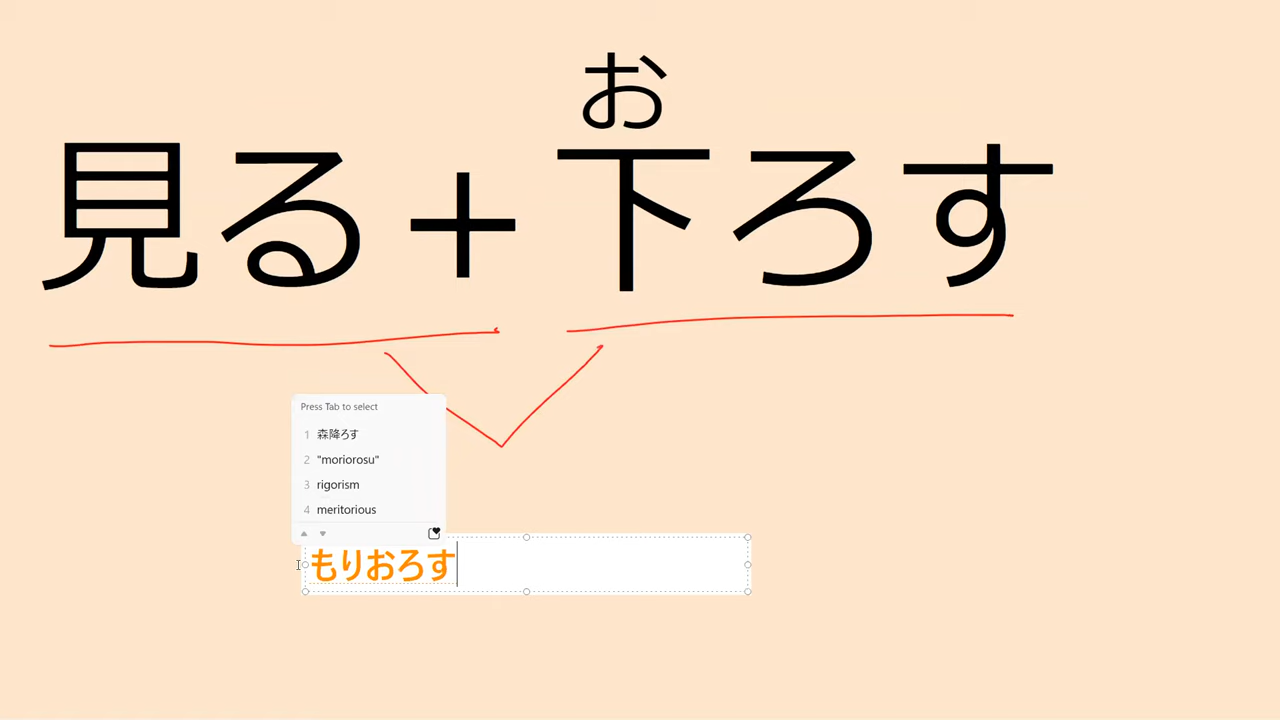 お
見る+下ろす
Press Tab to select
1 森降ろす
2 "moriorosu"
3 rigorism
4 meritorious
もりおろす